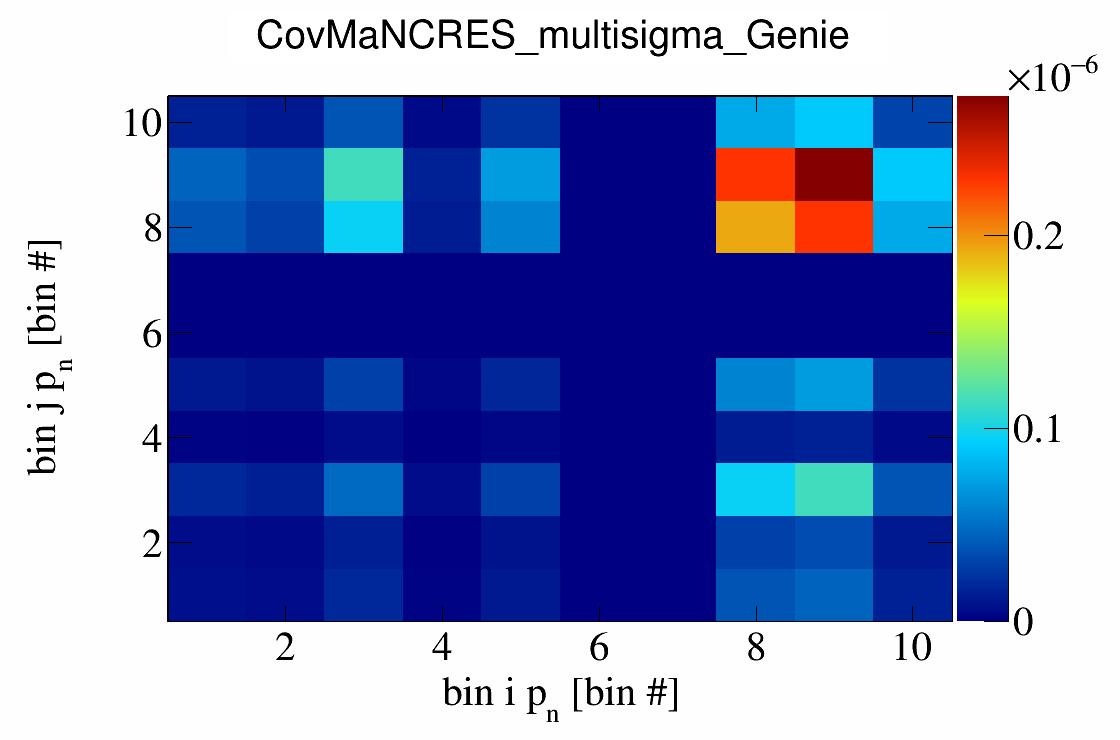 CovMaNCRES_multisigma_Genie
×10⁻⁶
10
8
6
4
2
bin j pₙ [bin #]
0.2
0.1
0
2 4 6 8 10
bin i pₙ [bin #]